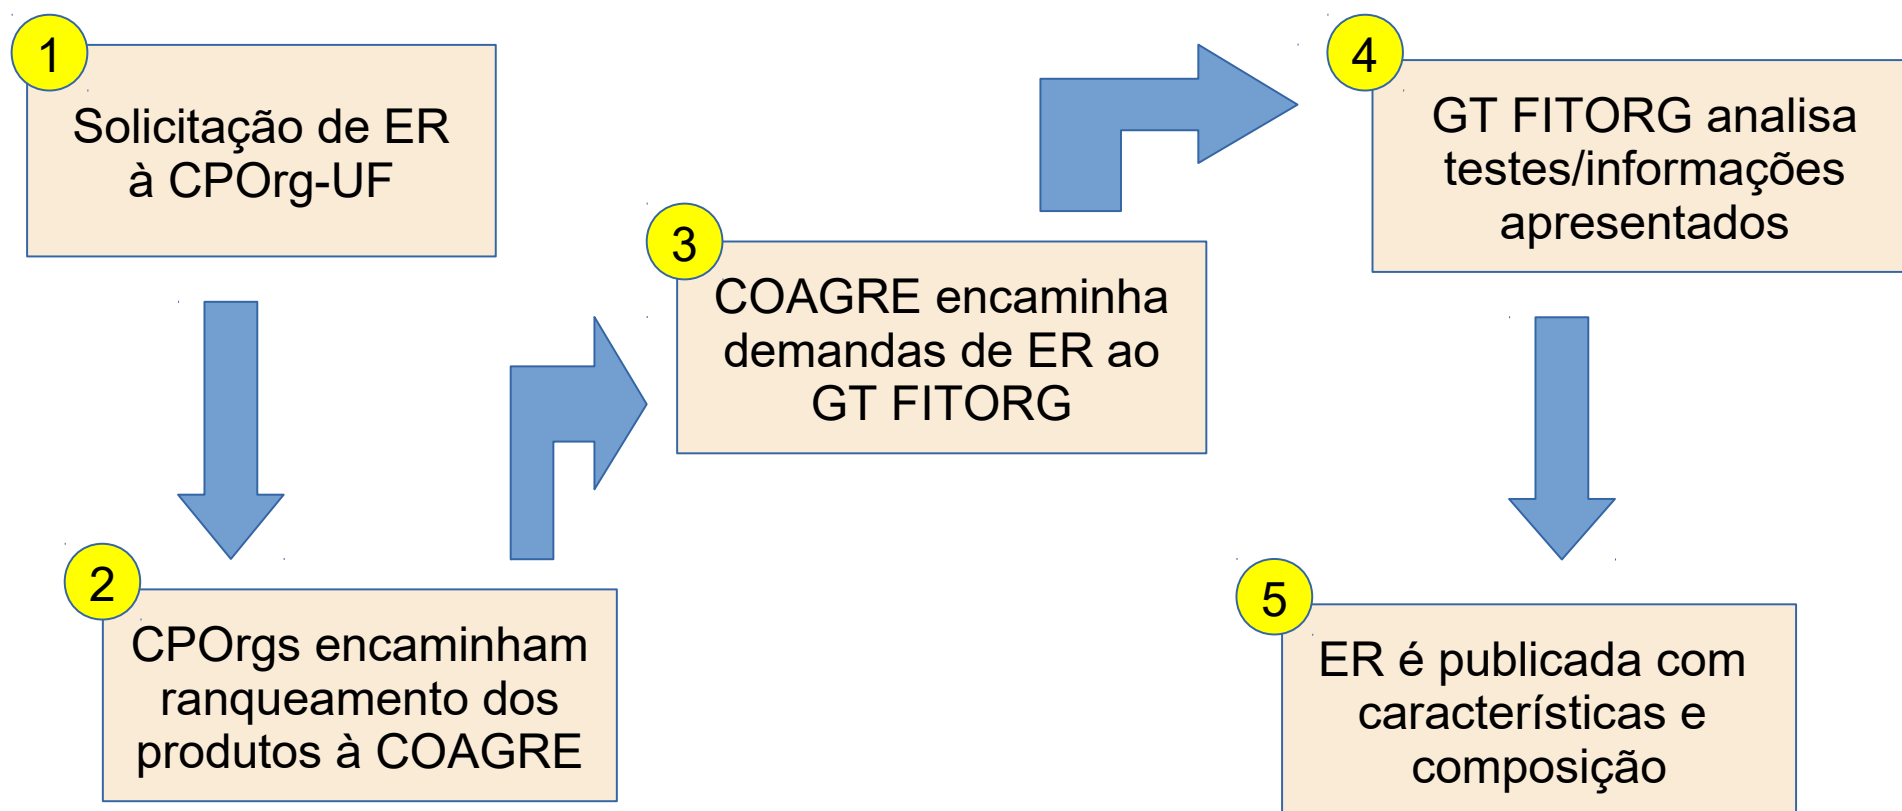 1
Solicitação de ER
à CPOrg-UF
2
CPOrgs encaminham
ranqueamento dos
produtos à COAGRE
3
COAGRE encaminha
demandas de ER ao
GT FITORG
4
GT FITORG analisa
testes/informações
apresentados
5
ER é publicada com
características e
composição